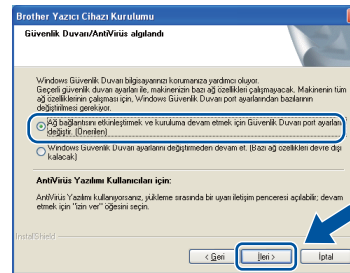 Brother Yazıcı Cihazı Kurulumu
Güvenlik Duvarı/AntiVirüs algılandı
Windows Güvenlik Duvarı bilgisayarınızı korumanıza yardımcı oluyor.
Geçerli güvenlik duvarı ayarları ile, makinenizin bazı ağ özellikleri çalışmayacak. Makinenin tüm
ağ özelliklerinin çalışması için, Windows Güvenlik Duvarı port ayarlarından bazılarının
değiştirilmesi gerekiyor.
Ağ bağlantısını etkinleştirmek ve kuruluma devam etmek için Güvenlik Duvarı port ayarları
değiştir. (Önerilen)
Windows Güvenlik Duvarı ayarlarını değiştirmeden devam et. (Bazı ağ özellikleri devre dışı
kalacak)
AntiVirüs Yazılımı Kullanıcıları için:
AntiVirüs Yazılımı kullanıyorsanız, yükleme sırasında bir uyarı iletişim penceresi açılabilir; devam
etmek için "izin ver" öğesini seçin.
InstallShield
< Geri
İleri >
İptal